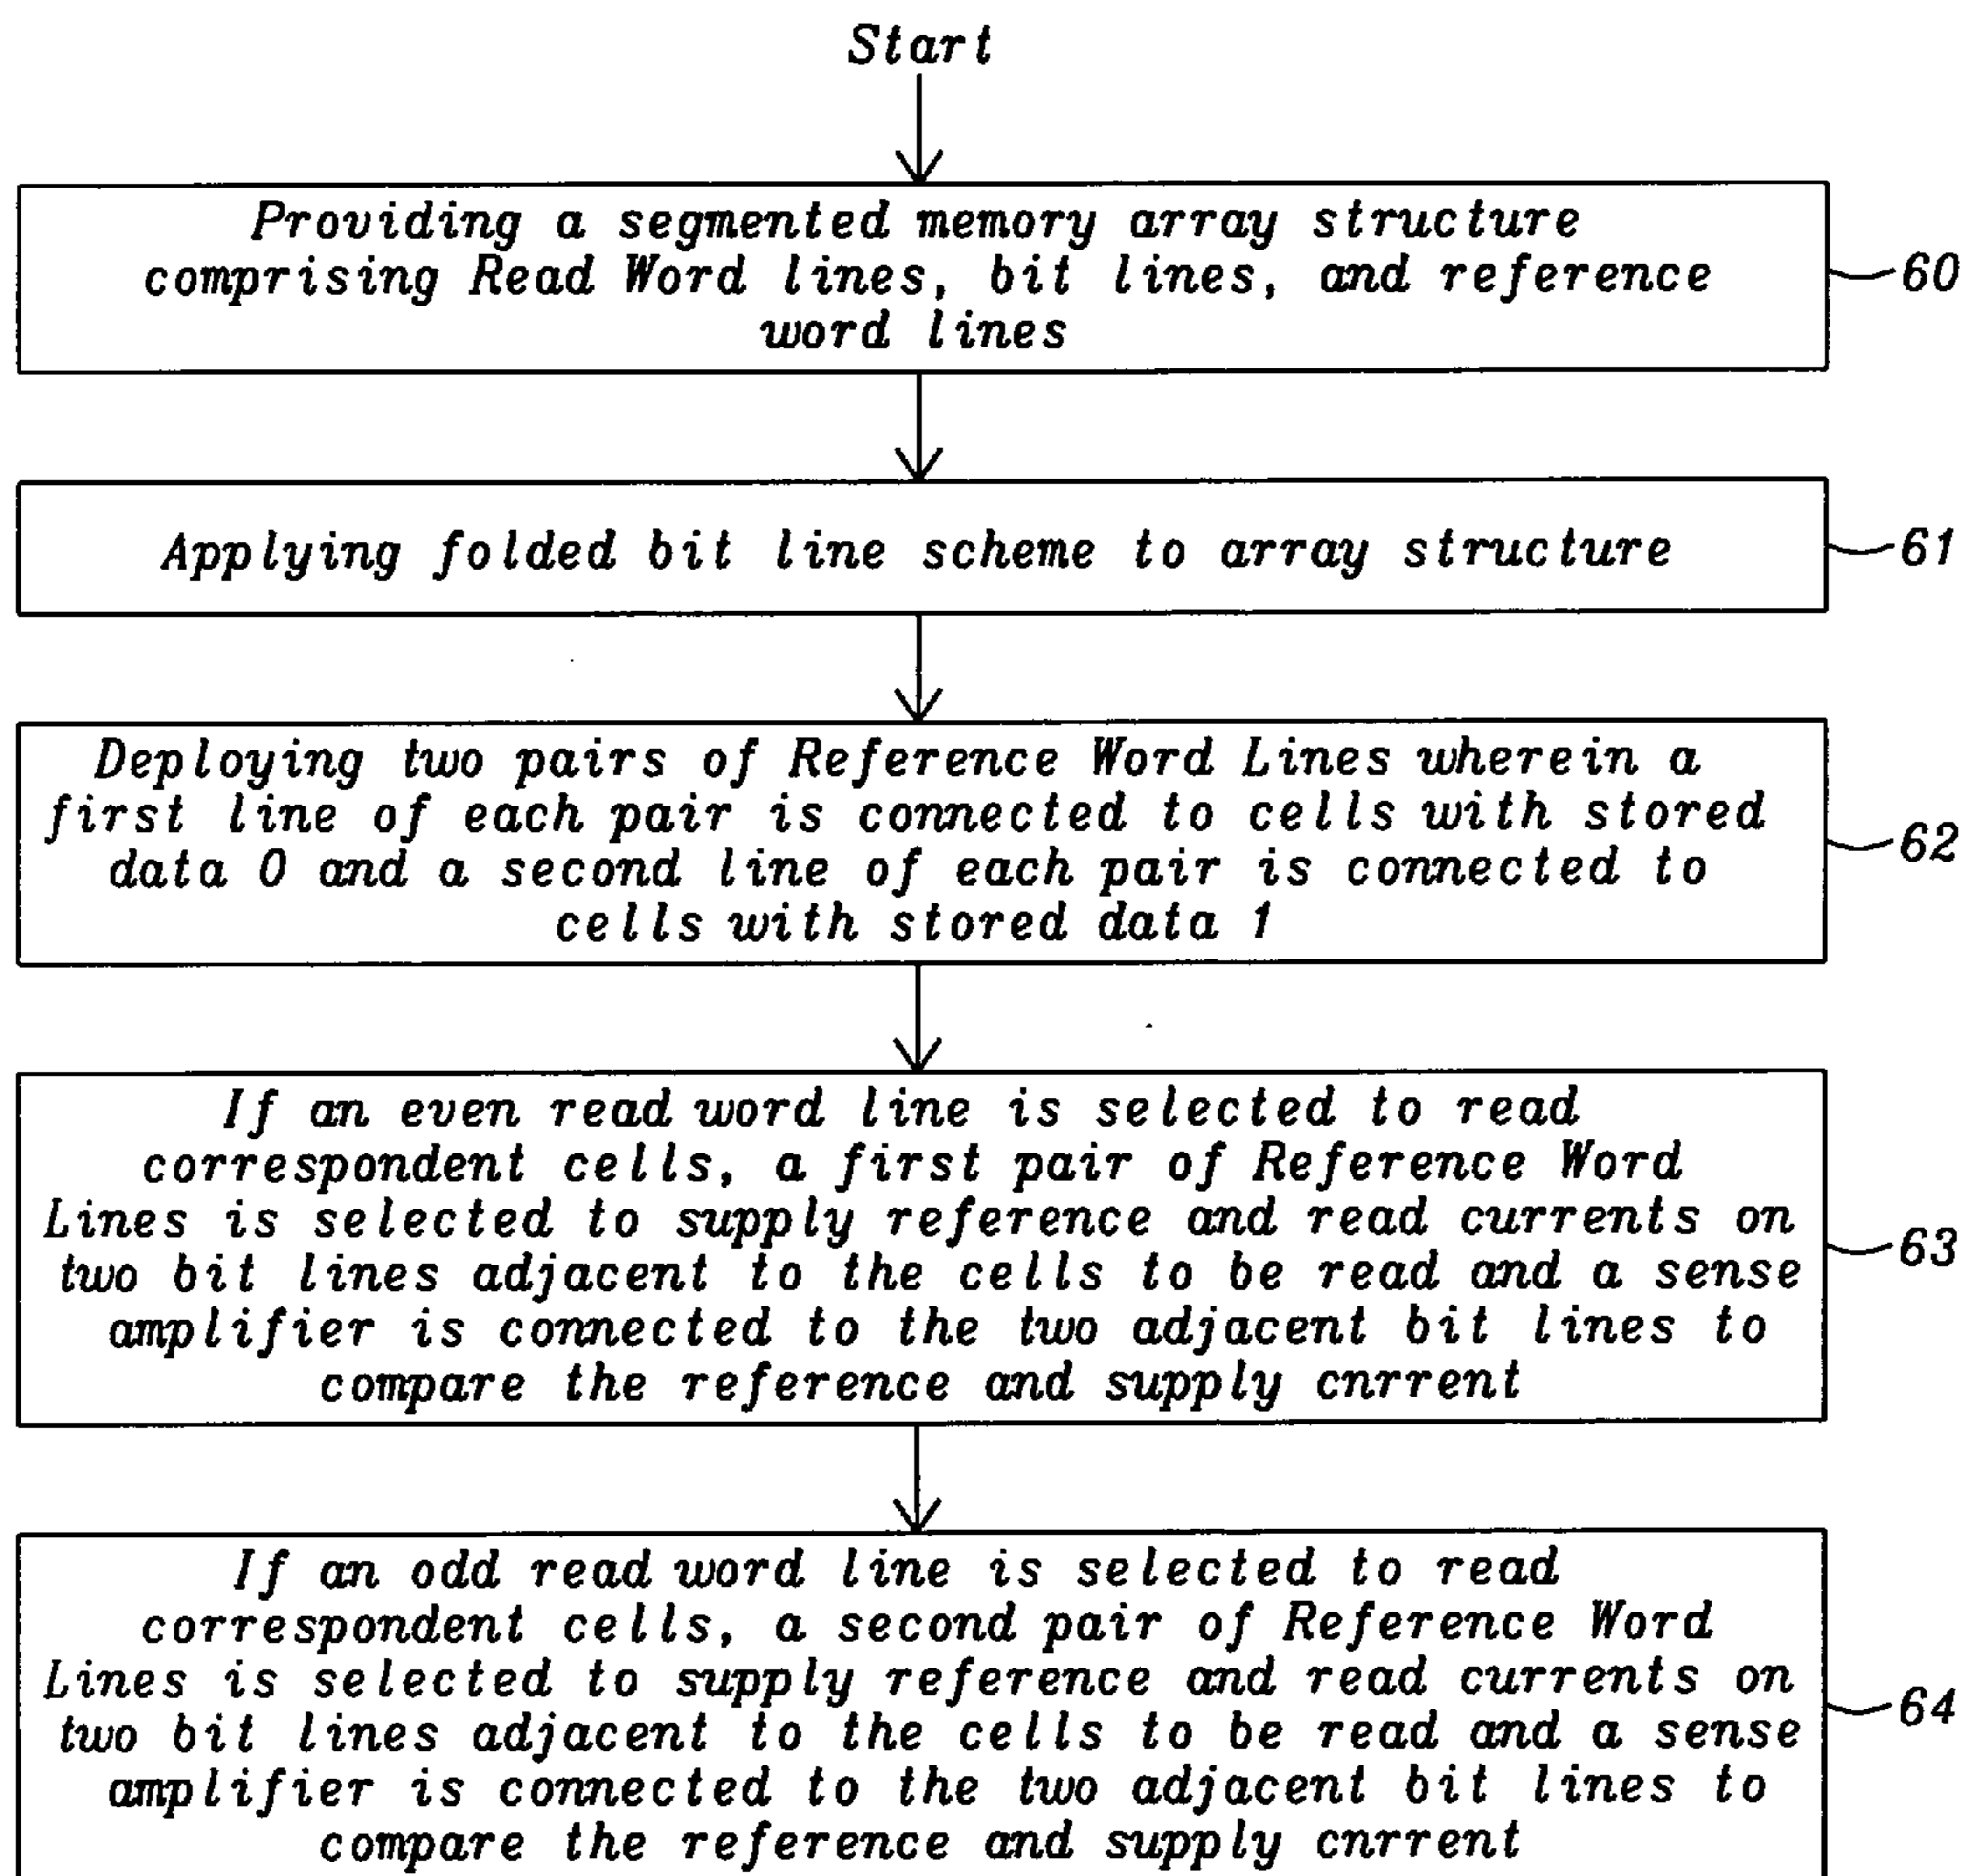 Start
Providing a segmented memory array structure
comprising Read Word lines, bit lines, and reference
word lines
60
Applying folded bit line scheme to array structure
61
Deploying two pairs of Reference Word Lines wherein a
first line of each pair is connected to cells with stored
data 0 and a second line of each pair is connected to
cells with stored data 1
62
If an even read word line is selected to read
correspondent cells, a first pair of Reference Word
Lines is selected to supply reference and read currents on
two bit lines adjacent to the cells to be read and a sense
amplifier is connected to the two adjacent bit lines to
compare the reference and supply cnrrent
63
If an odd read word line is selected to read
correspondent cells, a second pair of Reference Word
Lines is selected to supply reference and read currents on
two bit lines adjacent to the cells to be read and a sense
amplifier is connected to the two adjacent bit lines to
compare the reference and supply cnrrent
64